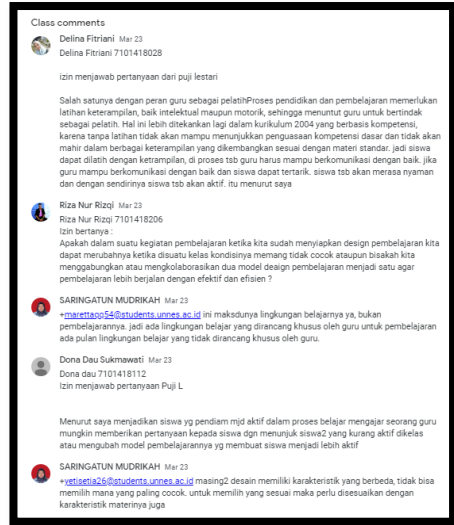 Class comments
Delina Fitriani Mar 23
Delina Fitriani 7101418028
izin menjawab pertanyaan dari puji lestari
Salah satunya dengan peran guru sebagai pelatihProses pendidikan dan pembelajaran memerlukan
latihan keterampilan, baik intelektual maupun motorik, sehingga menuntut guru untuk bertindak
sebagai pelatih. Hal ini lebih ditekankan lagi dalam kurikulum 2004 yang berbasis kompetensi,
karena tanpa latihan tidak akan mampu menunjukkan penguasaan kompetensi dasar dan tidak akan
mahir dalam berbagai keterampilan yang dikembangkan sesuai dengan materi standar. jadi siswa
dapat dilatih dengan ketrampilan, di proses tsb guru harus mampu berkomunikasi dengan baik. jika
guru mampu berkomunikasi dengan baik dan siswa dapat tertarik. siswa tsb akan merasa nyaman
dan dengan sendirinya siswa tsb akan aktif. itu menurut saya
Riza Nur Rizqi Mar 23
Riza Nur Rizqi 7101418206
Izin bertanya :
Apakah dalam suatu kegiatan pembelajaran ketika kita sudah menyiapkan design pembelajaran kita
dapat merubahnya ketika disuatu kelas kondisinya memang tidak cocok ataupun bisakah kita
menggabungkan atau mengkolaborasikan dua model deaign pembelajaran menjadi satu agar
pembelajaran lebih berjalan dengan efektif dan efisien ?
SARINGATUN MUDRIKAH Mar 23
+marettaqq54@students.unnes.ac.id ini maksdunya lingkungan belajarnya ya, bukan
pembelajarannya. jadi ada lingkungan belajar yang dirancang khusus oleh guru untuk pembelajaran
ada pulan lingkungan belajar yang tidak dirancang khusus oleh guru.
Dona Dau Sukmawati Mar 23
Dona dau 7101418112
Izin menjawab pertanyaan Puji L
Menurut saya menjadikan siswa yg pendiam mjd aktif dalam proses belajar mengajar seorang guru
mungkin memberikan pertanyaan kepada siswa dgn menunjuk siswa2 yang kurang aktif dikelas
atau mengubah model pembelajarannya yg membuat siswa menjadi lebih aktif
SARINGATUN MUDRIKAH Mar 23
+yetisetia26@students.unnes.ac.id masing2 desain memiliki karakteristik yang berbeda, tidak bisa
memilih mana yang paling cocok. untuk memilih yang sesuai maka perlu disesuaikan dengan
karakteristik materinya juga